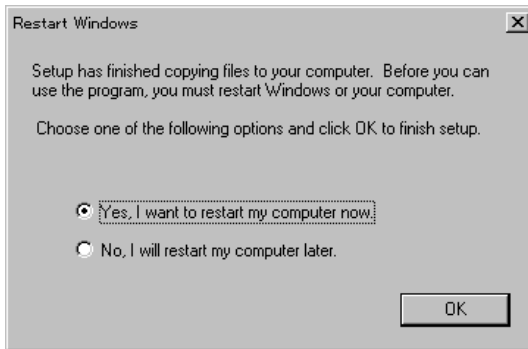 Restart Windows
Setup has finished copying files to your computer. Before you can
use the program, you must restart Windows or your computer.
Choose one of the following options and click OK to finish setup.
Yes, I want to restart my computer now.
No, I will restart my computer later.
OK